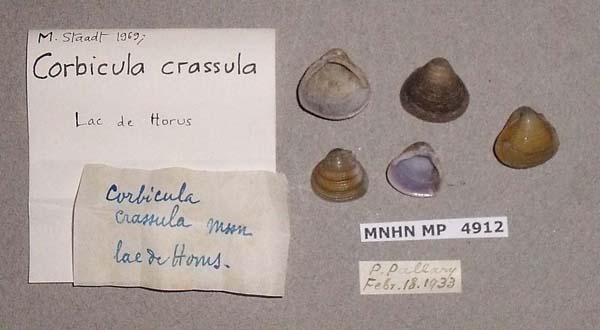 M. Staadt 1969;
Corbicula crassula
Lac de Horus
Corbicula
crassula mssn
lac de Horus.
MNHN MP 4912
P. Pallary
Febr. 18. 1933